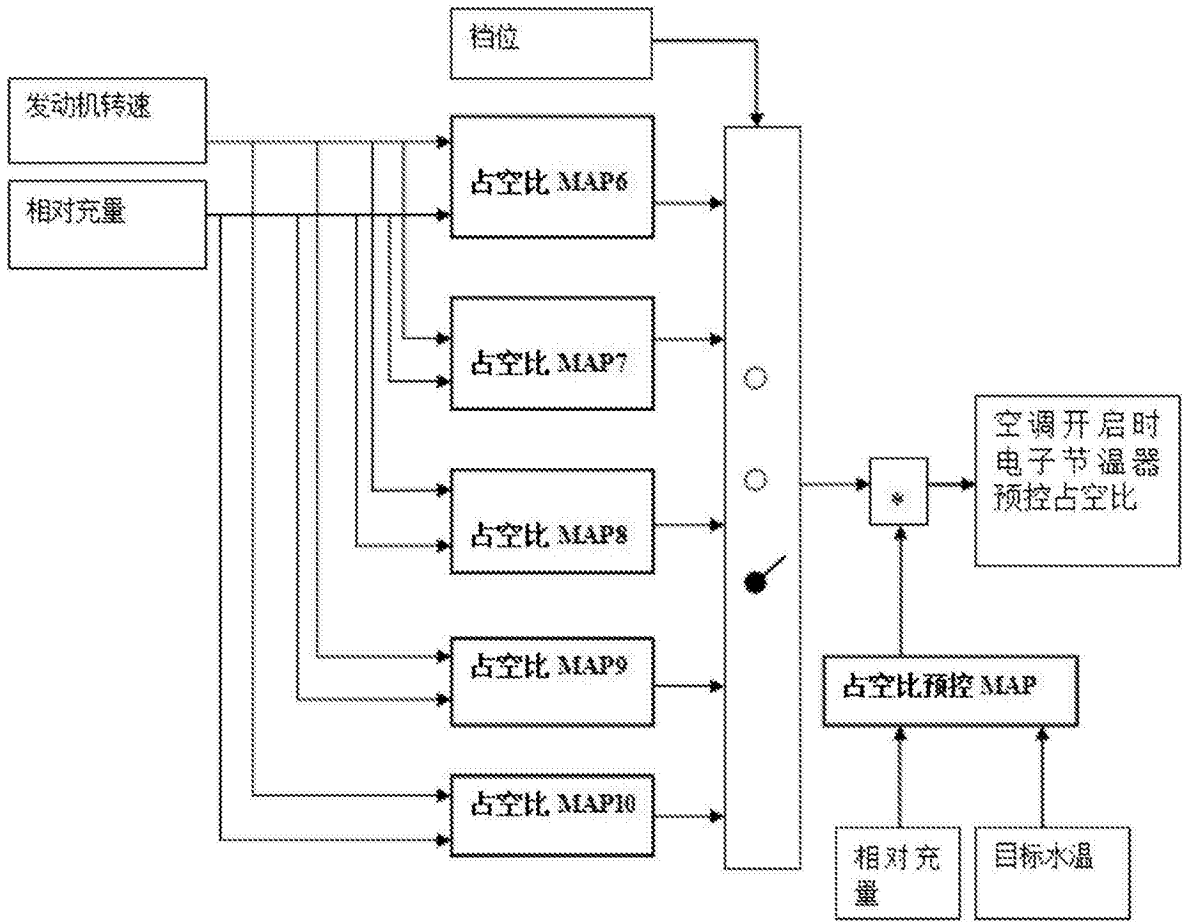 挡位
发动机转速
相对充量
占空比 MAP6
占空比 MAP7
占空比 MAP8
占空比 MAP9
占空比 MAP10
空调开启时
电子节温器
预控占空比
*
占空比预控 MAP
相对充
量
目标水温